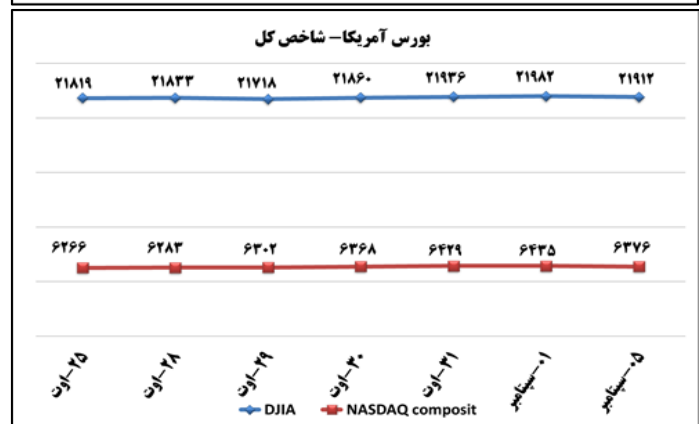 بورس آمریکا– شاخص کل
۲۱۸۱۹ ۲۱۸۳۳ ۲۱۷۱۸ ۲۱۸۶۰ ۲۱۹۳۶ ۲۱۹۸۲ ۲۱۹۱۲
۶۲۶۶ ۶۲۸۳ ۶۳۰۲ ۶۳۶۸ ۶۴۲۹ ۶۴۳۵ ۶۳۷۶
۲۵-اوت ۲۸-اوت ۲۹-اوت ۳۰-اوت ۳۱-اوت ۰۱-سپتامبر ۰۵-سپتامبر
DJIA NASDAQ composit